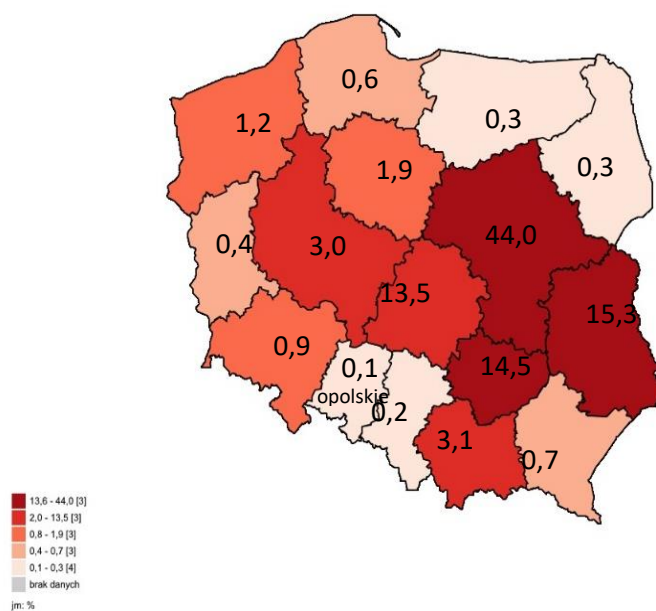 0,6
1,2
0,3
1,9
0,3
44,0
0,4
3,0
13,5
15,3
0,9
0,1
14,5
opolskie
0,2
3,1
0,7
13,6 - 44,0 [3]
2,0 - 13,5 [3]
0,8 - 1,9 [3]
0,4 - 0,7 [3]
0,1 - 0,3 [4]
brak danych
jm: %